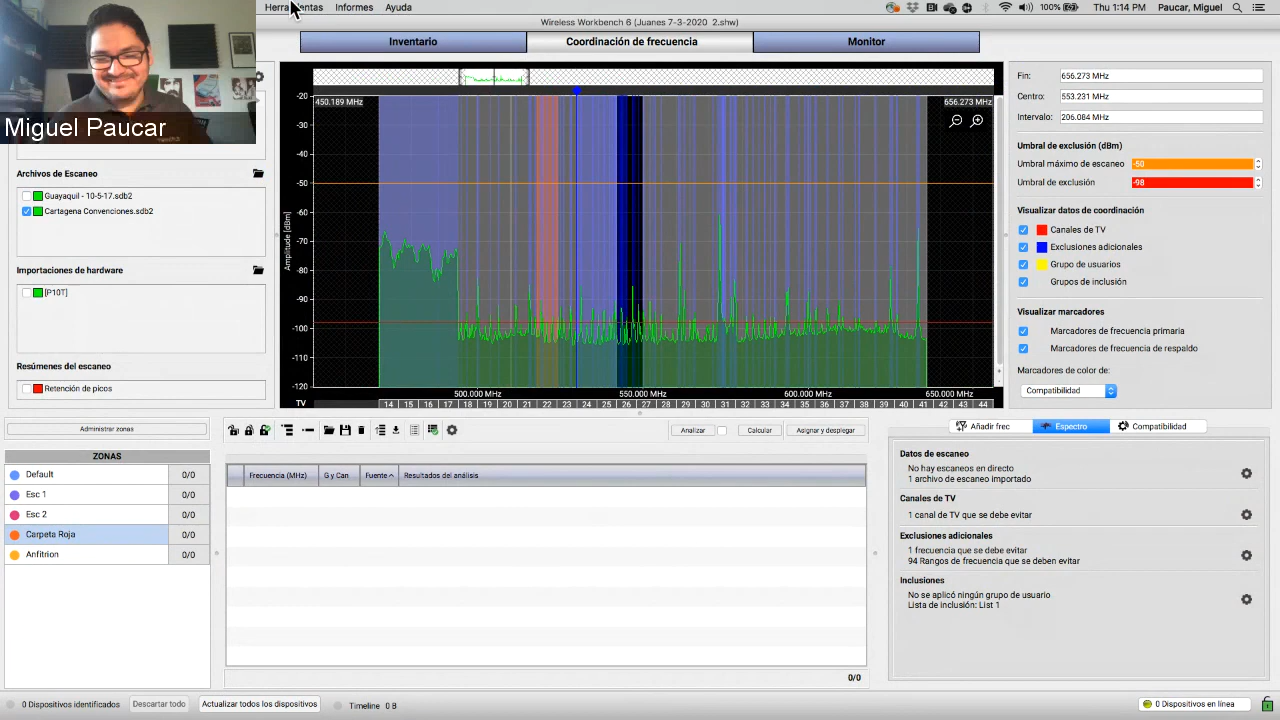 Herramientas Informes Ayuda
100% Thu 1:14 PM Paucar, Miguel
Wireless Workbench 6 (Juanes 7-3-2020 2.shw)
Inventario
Coordinación de frecuencia
Monitor
Miguel Paucar
Archivos de Escaneo
Guayaquil - 10-5-17.sdb2
Cartagena Convenciones.sdb2
Importaciones de hardware
[P10T]
Resúmenes del escaneo
Retención de picos
450.189 MHz
656.273 MHz
Amplitud [dBm]
-20
-30
-40
-50
-60
-70
-80
-90
-100
-110
-120
500.000 MHz 550.000 MHz 600.000 MHz 650.000 MHz
TV 14 15 16 17 18 19 20 21 22 23 24 25 26 27 28 29 30 31 32 33 34 35 36 37 38 39 40 41 42 43 44
Fin: 656.273 MHz
Centro: 553.231 MHz
Intervalo: 206.084 MHz
Umbral de exclusión (dBm)
Umbral máximo de escaneo -50
Umbral de exclusión -98
Visualizar datos de coordinación
Canales de TV
Exclusiones adicionales
Grupo de usuarios
Grupos de inclusión
Visualizar marcadores
Marcadores de frecuencia primaria
Marcadores de frecuencia de respaldo
Marcadores de color de:
Compatibilidad
Administrar zonas
ZONAS
Default 0/0
Esc 1 0/0
Esc 2 0/0
Carpeta Roja 0/0
Anfitrion 0/0
Analizar
Calcular
Asignar y desplegar
Frecuencia (MHz) G y Can Fuente Resultados del análisis
0/0
Añadir frec
Espectro
Compatibilidad
Datos de escaneo
No hay escaneos en directo
1 archivo de escaneo importado
Canales de TV
1 canal de TV que se debe evitar
Exclusiones adicionales
1 frecuencia que se debe evitar
94 Rangos de frecuencia que se deben evitar
Inclusiones
No se aplicó ningún grupo de usuario
Lista de inclusión: List 1
0 Dispositivos identificados
Descartar todo
Actualizar todos los dispositivos
Timeline 0 B
0 Dispositivos en línea